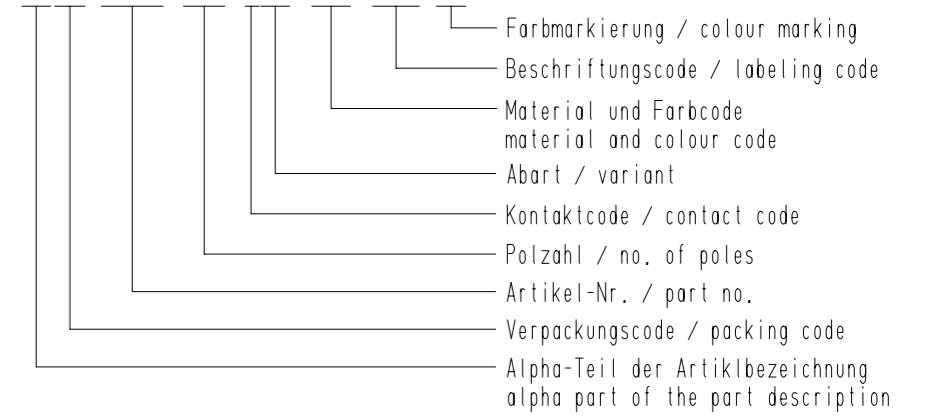 Farbmarkierung / colour marking
Beschriftungscode / labeling code
Material und Farbcode
material and colour code
Abart / variant
Kontaktcode / contact code
Polzahl / no. of poles
Artikel-Nr. / part no.
Verpackungscode / packing code
Alpha-Teil der Artiklbezeichnung
alpha part of the part description